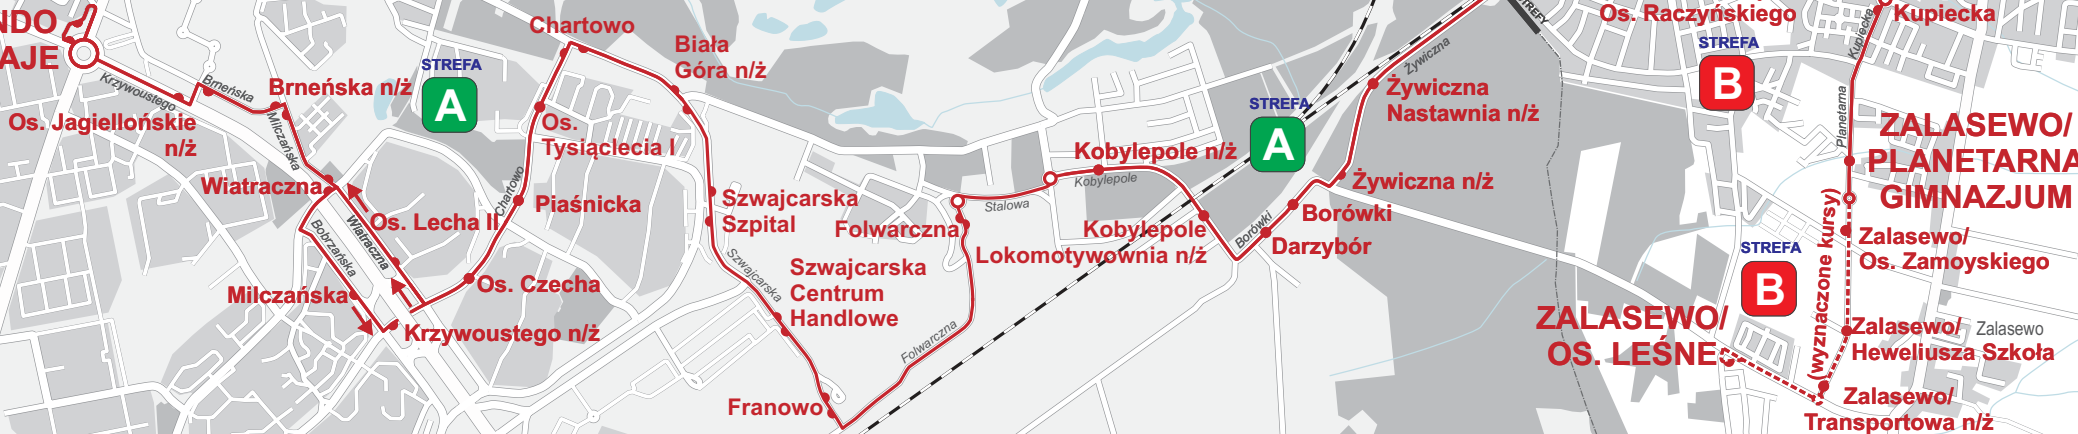 NDO
AJE
Krzywoustego
Os. Jagiellońskie
n/ż
Brneńska
Brneńska n/ż
Milczańska
Wiatraczna
Os. Lecha II
Wiatraczna
Bobrzańska
Milczańska
Krzywoustego n/ż
STREFA
A
Chartowo
Os.
Tysiąclecia I
Chartowo
Piaśnicka
Os. Czecha
Biała
Góra n/ż
Szwajcarska
Szpital
Szwajcarska
Szwajcarska
Centrum
Handlowe
Franowo
Folwarczna
Folwarczna
Stalowa
Kobylepole n/ż
Kobylepole
Kobylepole
Lokomotywownia n/ż
STREFA
A
Borówki
Darzybór
Borówki
Żywiczna n/ż
Żywiczna
Nastawnia n/ż
Żywiczna
STREFY
Os. Raczyńskiego
STREFA
B
Kupiecka
Kupiecka
Planetarna
ZALASEWO/
PLANETARNA
GIMNAZJUM
(wyznaczone kursy)
Zalasewo/
Os. Zamoyskiego
STREFA
B
ZALASEWO/
OS. LEŚNE
Zalasewo/
Heweliusza Szkoła
Zalasewo
Zalasewo/
Transportowa n/ż